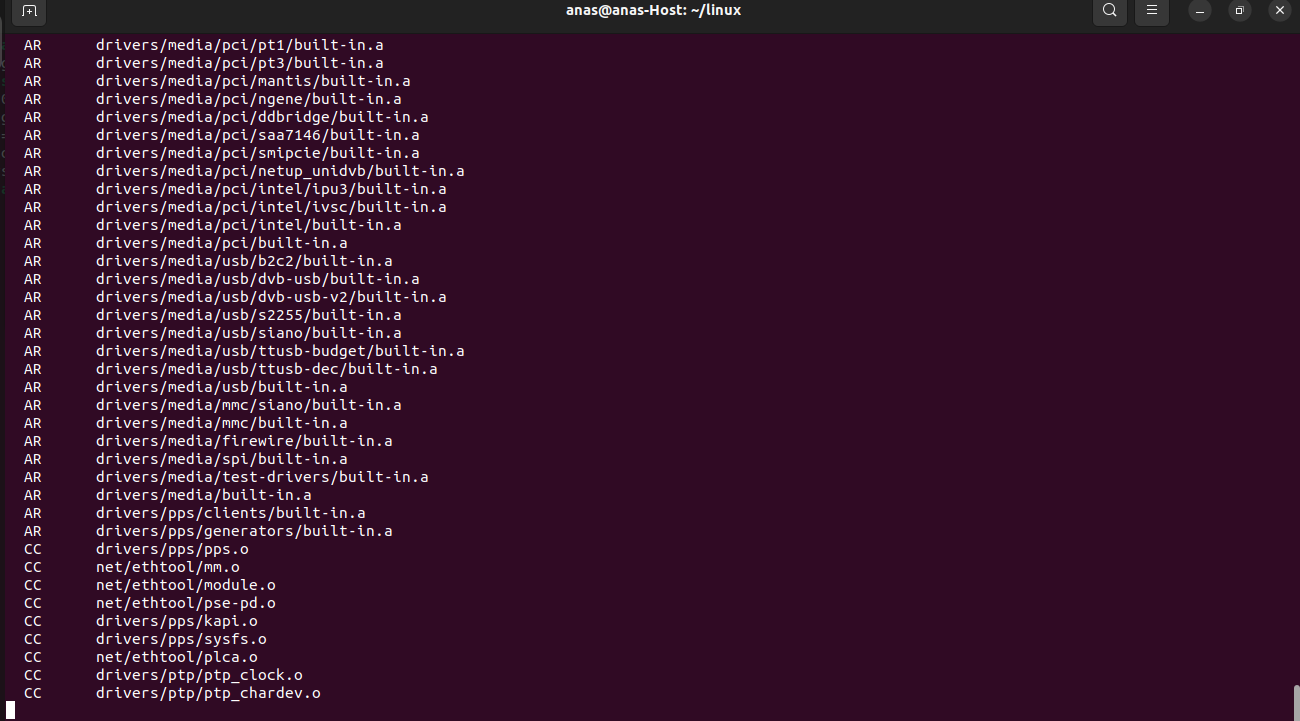 anas@anas-Host: ~/linux
AR drivers/media/pci/pt1/built-in.a
AR drivers/media/pci/pt3/built-in.a
AR drivers/media/pci/mantis/built-in.a
AR drivers/media/pci/ngene/built-in.a
AR drivers/media/pci/ddbridge/built-in.a
AR drivers/media/pci/saa7146/built-in.a
AR drivers/media/pci/smipcie/built-in.a
AR drivers/media/pci/netup_unidvb/built-in.a
AR drivers/media/pci/intel/ipu3/built-in.a
AR drivers/media/pci/intel/ivsc/built-in.a
AR drivers/media/pci/intel/built-in.a
AR drivers/media/pci/built-in.a
AR drivers/media/usb/b2c2/built-in.a
AR drivers/media/usb/dvb-usb/built-in.a
AR drivers/media/usb/dvb-usb-v2/built-in.a
AR drivers/media/usb/s2255/built-in.a
AR drivers/media/usb/siano/built-in.a
AR drivers/media/usb/ttusb-budget/built-in.a
AR drivers/media/usb/ttusb-dec/built-in.a
AR drivers/media/usb/built-in.a
AR drivers/media/mmc/siano/built-in.a
AR drivers/media/mmc/built-in.a
AR drivers/media/firewire/built-in.a
AR drivers/media/spi/built-in.a
AR drivers/media/test-drivers/built-in.a
AR drivers/media/built-in.a
AR drivers/pps/clients/built-in.a
AR drivers/pps/generators/built-in.a
CC drivers/pps/pps.o
CC net/ethtool/mm.o
CC net/ethtool/module.o
CC net/ethtool/pse-pd.o
CC drivers/pps/kapi.o
CC drivers/pps/sysfs.o
CC net/ethtool/plca.o
CC drivers/ptp/ptp_clock.o
CC drivers/ptp/ptp_chardev.o